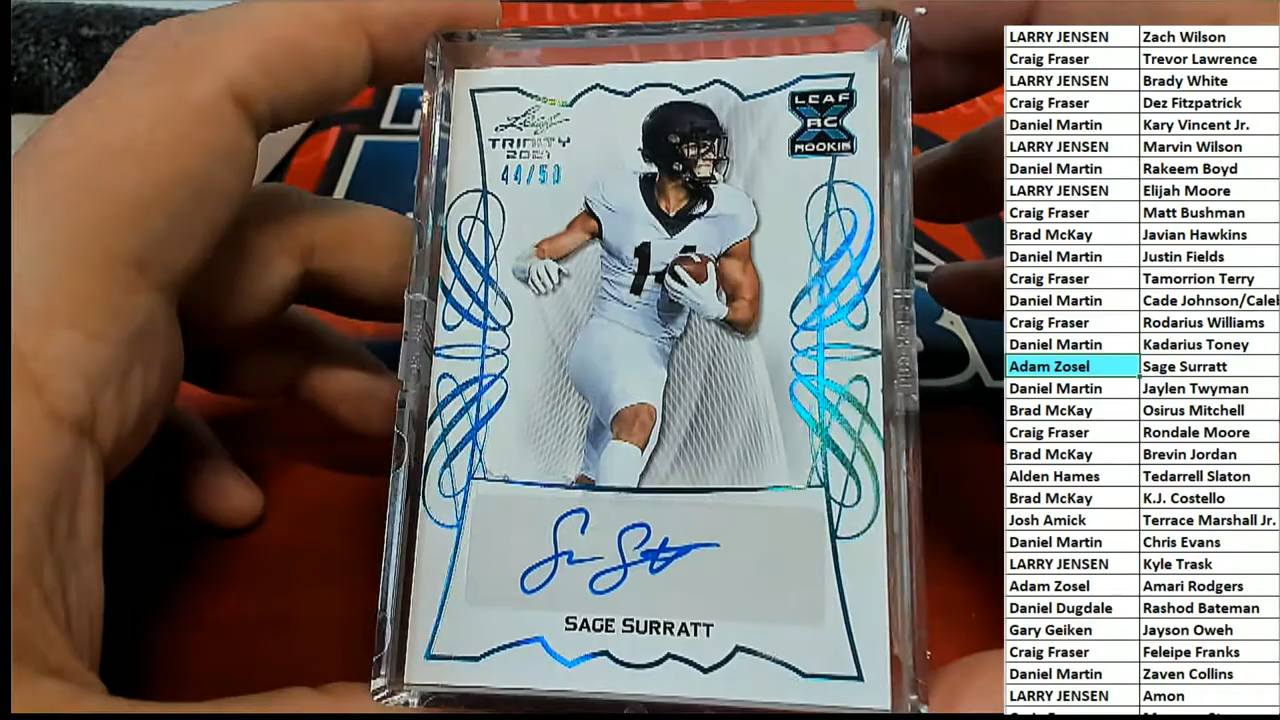 Leaf
TRINITY
2021
44/50
LEAF
X
RC
ROOKIE
14
SAGE SURRATT
LARRY JENSEN Zach Wilson
Craig Fraser Trevor Lawrence
LARRY JENSEN Brady White
Craig Fraser Dez Fitzpatrick
Daniel Martin Kary Vincent Jr.
LARRY JENSEN Marvin Wilson
Daniel Martin Rakeem Boyd
LARRY JENSEN Elijah Moore
Craig Fraser Matt Bushman
Brad McKay Javian Hawkins
Daniel Martin Justin Fields
Craig Fraser Tamorrion Terry
Daniel Martin Cade Johnson/Caleb
Craig Fraser Rodarius Williams
Daniel Martin Kadarius Toney
Adam Zosel Sage Surratt
Daniel Martin Jaylen Twyman
Brad McKay Osirus Mitchell
Craig Fraser Rondale Moore
Brad McKay Brevin Jordan
Alden Hames Tedarrell Slaton
Brad McKay K.J. Costello
Josh Amick Terrace Marshall Jr.
Daniel Martin Chris Evans
LARRY JENSEN Kyle Trask
Adam Zosel Amari Rodgers
Daniel Dugdale Rashod Bateman
Gary Geiken Jayson Oweh
Craig Fraser Feleipe Franks
Daniel Martin Zaven Collins
LARRY JENSEN Amon